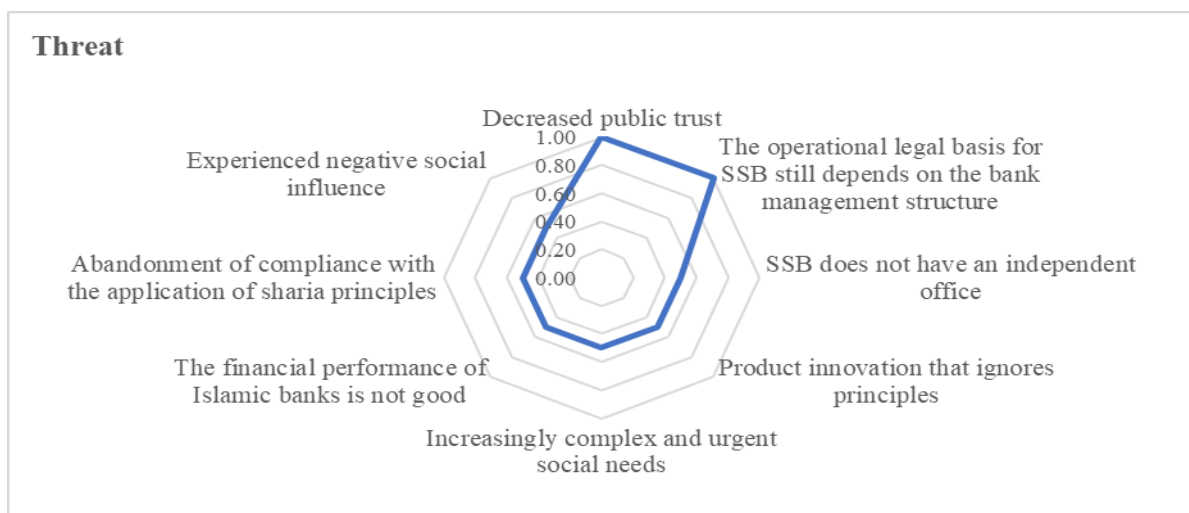 Threat
Decreased public trust
1.00
0.80
0.60
0.40
0.20
0.00
The operational legal basis for
SSB still depends on the bank
management structure
SSB does not have an independent
office
Product innovation that ignores
principles
Increasingly complex and urgent
social needs
The financial performance of
Islamic banks is not good
Abandonment of compliance with
the application of sharia principles
Experienced negative social
influence